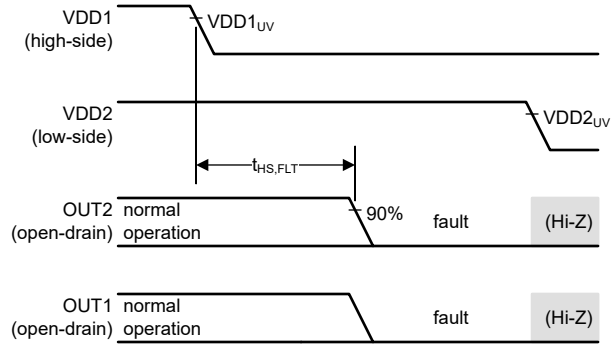 VDD1
(high-side)
VDD1UV
VDD2
(low-side)
VDD2UV
tHS,FLT
OUT2
(open-drain)
normal
operation
90%
fault
(Hi-Z)
OUT1
(open-drain)
normal
operation
fault
(Hi-Z)